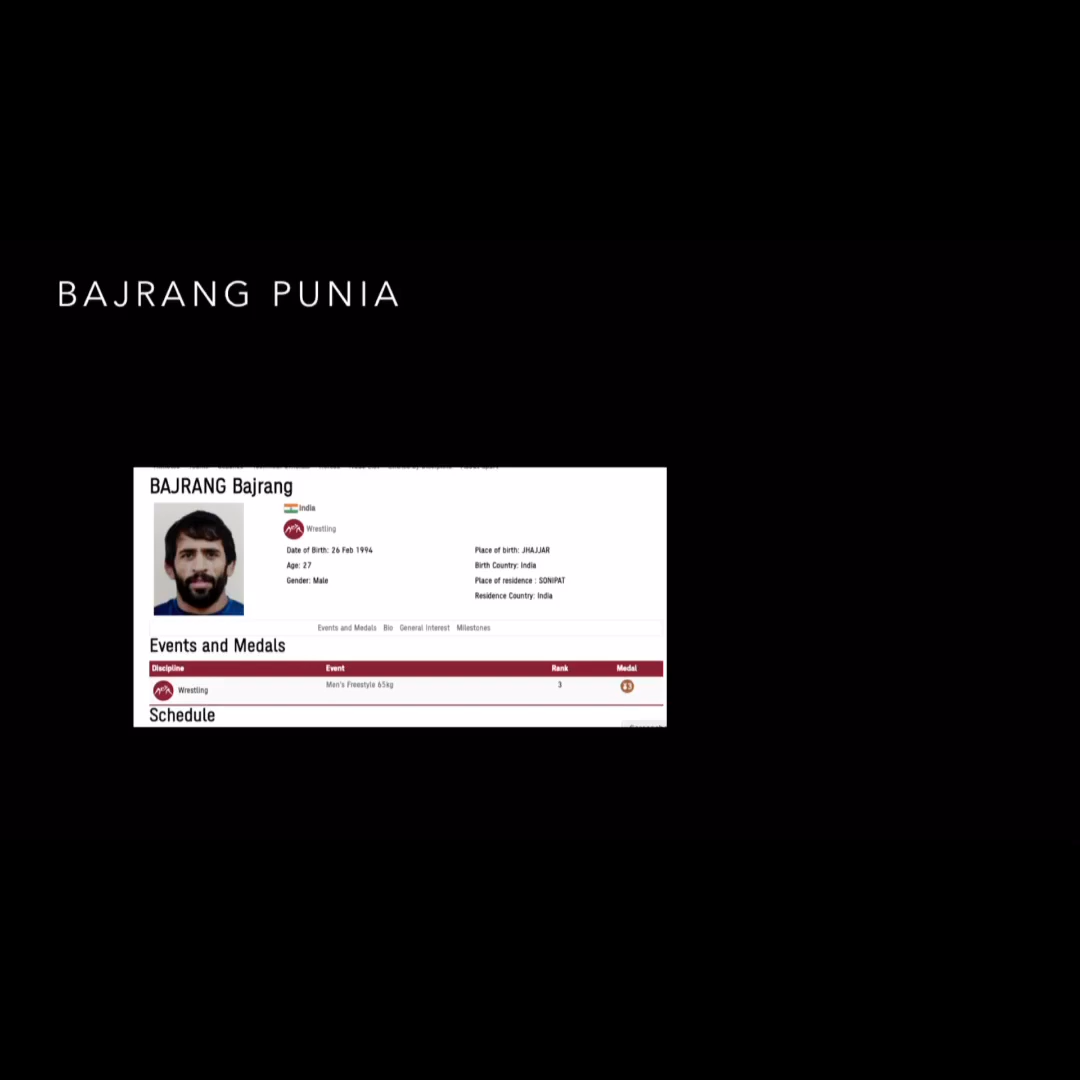 BAJRANG PUNIA
BAJRANG Bajrang
India
Wrestling
Date of Birth: 26 Feb 1994
Place of birth: JHAJJAR
Age: 27
Birth Country: India
Gender: Male
Place of residence : SONIPAT
Residence Country: India
Events and Medals Bio General Interest Milestones
Events and Medals
Discipline Event Rank Medal
Wrestling Men's Freestyle 65kg 3 3
Schedule